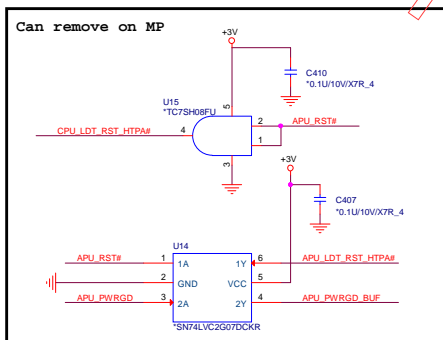 Can remove on MP
+3V
C410
*0.1U/10V/X7R_4
U15
*TC7SH08FU
5
CPU_LDT_RST_HTPA#
4
2
APU_RST#
1
3
+3V
C407
*0.1U/10V/X7R_4
U14
APU_RST#
1
1A
1Y
6
APU_LDT_RST_HTPA#
2
GND
VCC
5
APU_PWRGD
3
2A
2Y
4
APU_PWRGD_BUF
*SN74LVC2G07DCKR